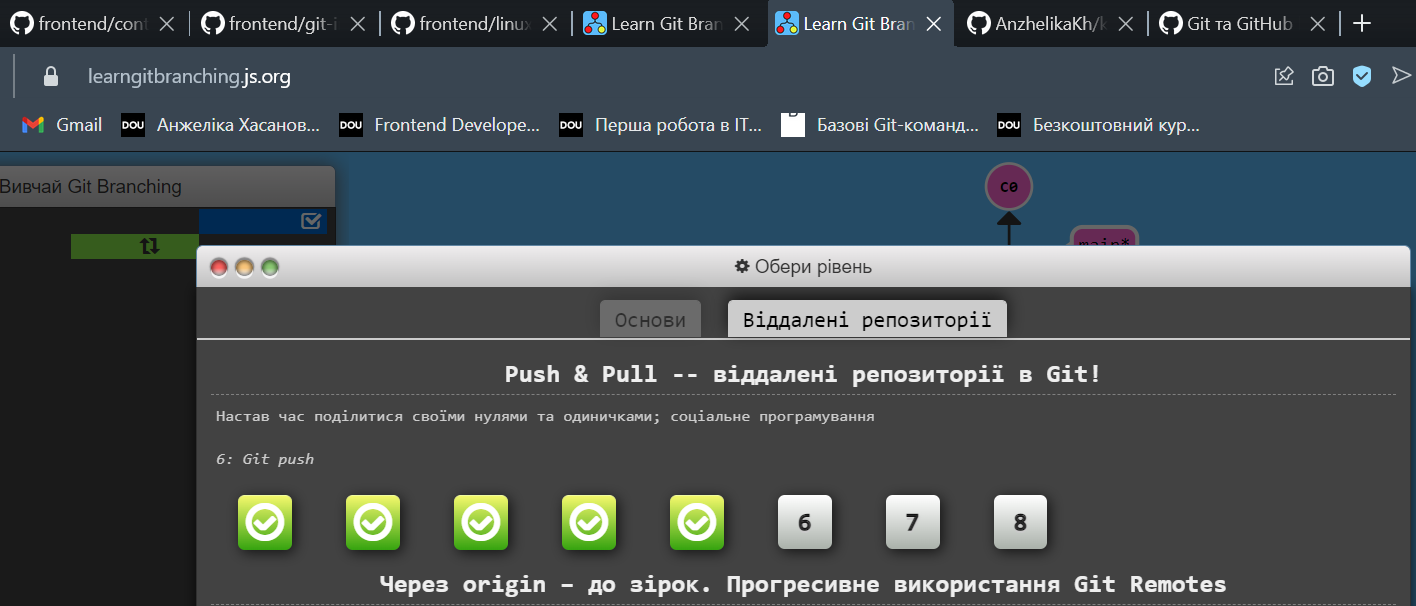 frontend/cont frontend/git-i frontend/linux Learn Git Bran Learn Git Bran AnzhelikaKh/k Git та GitHub
learngitbranching.js.org
Gmail DOU Анжеліка Хасанов... DOU Frontend Develope... DOU Перша робота в IT... Базові Git-команд... DOU Безкоштовний кур...
Вивчай Git Branching
c0
main*
Обери рівень
Основи Віддалені репозиторії
Push & Pull -- віддалені репозиторії в Git!
Настав час поділитися своїми нулями та одиничками; соціальне програмування
6: Git push
6 7 8
Через origin – до зірок. Прогресивне використання Git Remotes